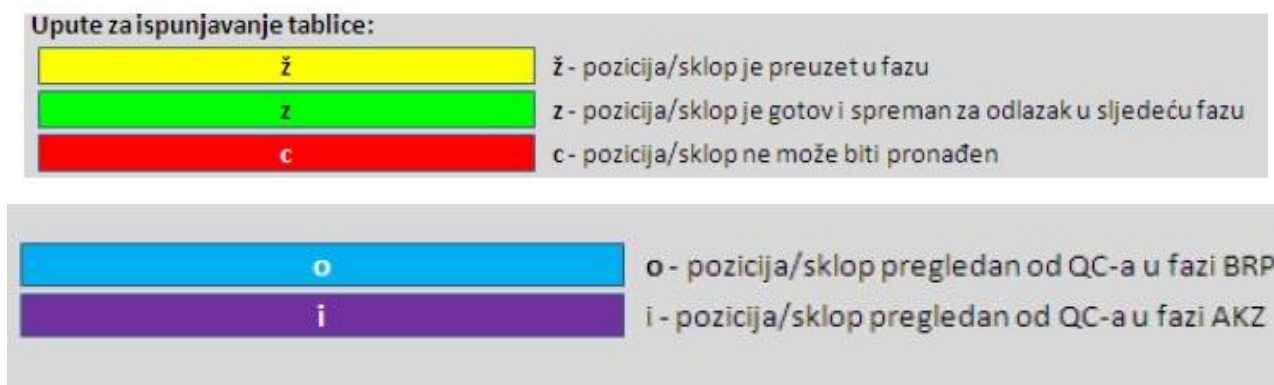 Upute za ispunjavanje tablice:
ž ž - pozicija/sklop je preuzet u fazu
z z - pozicija/sklop je gotov i spreman za odlazak u sljedeću fazu
c c - pozicija/sklop ne može biti pronađen
o o - pozicija/sklop pregledan od QC-a u fazi BRP
i i - pozicija/sklop pregledan od QC-a u fazi AKZ